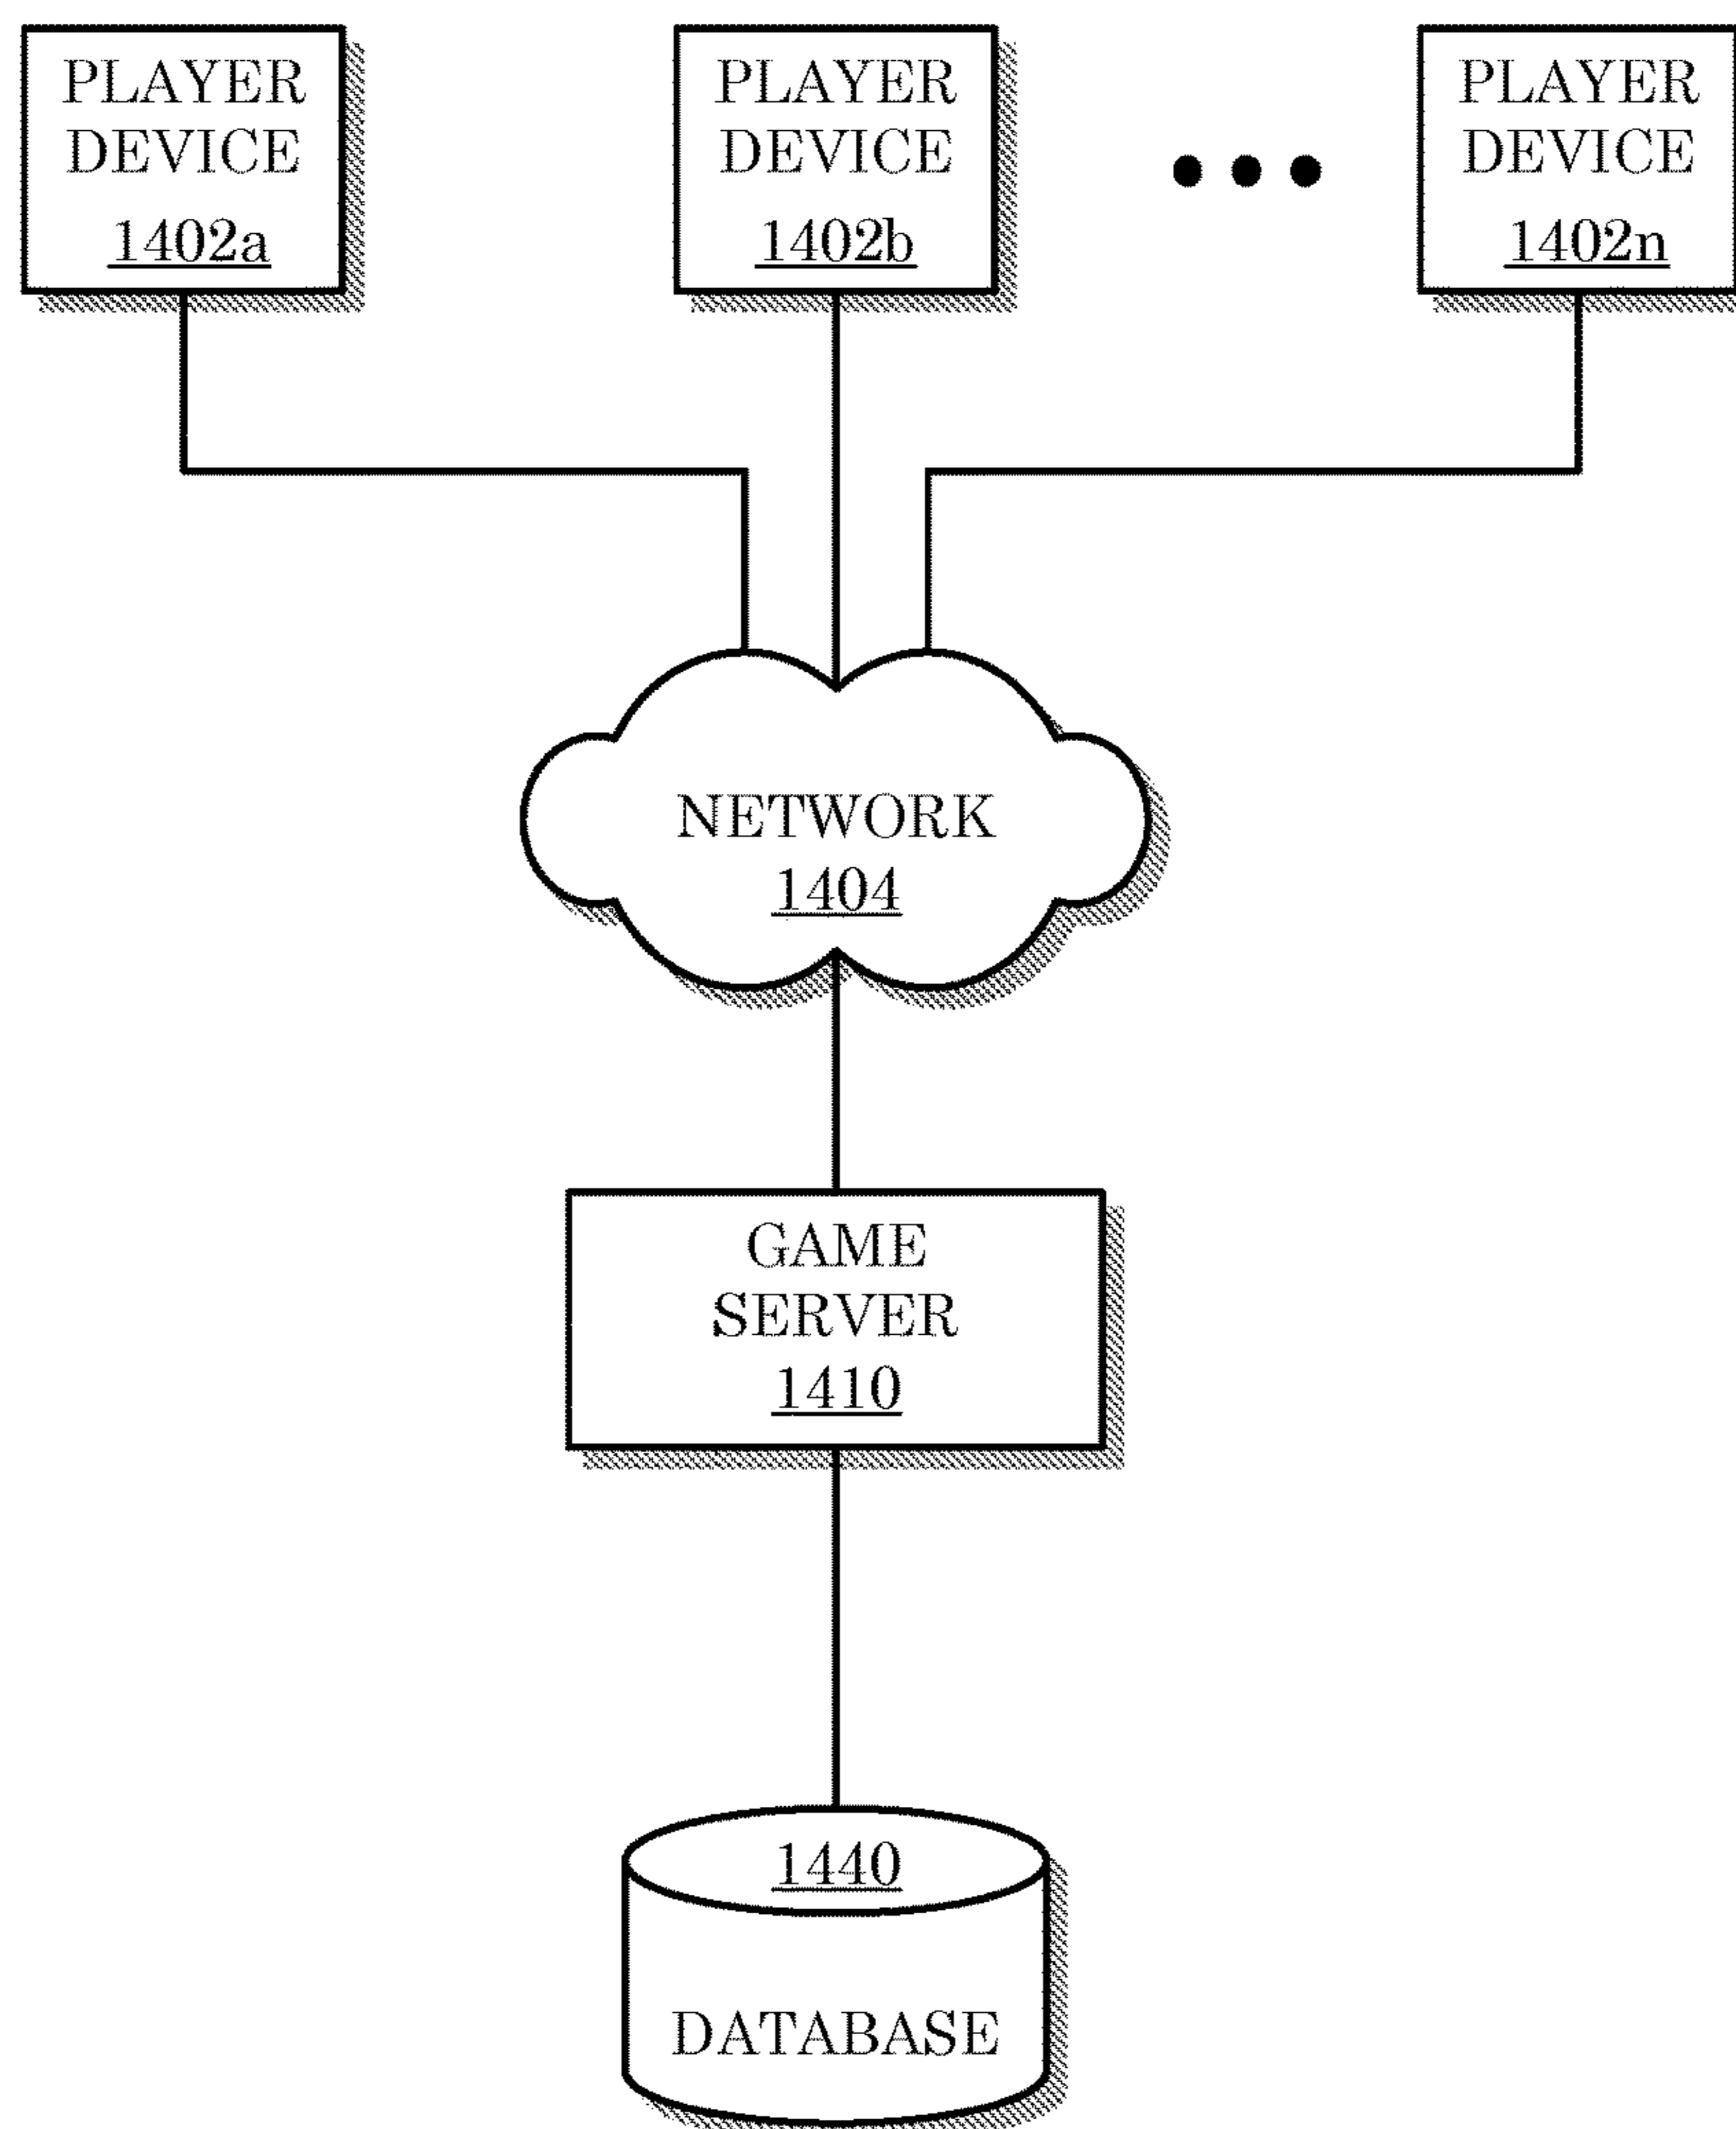 PLAYER
DEVICE
1402a
PLAYER
DEVICE
1402b
PLAYER
DEVICE
1402n
NETWORK
1404
GAME
SERVER
1410
1440
DATABASE